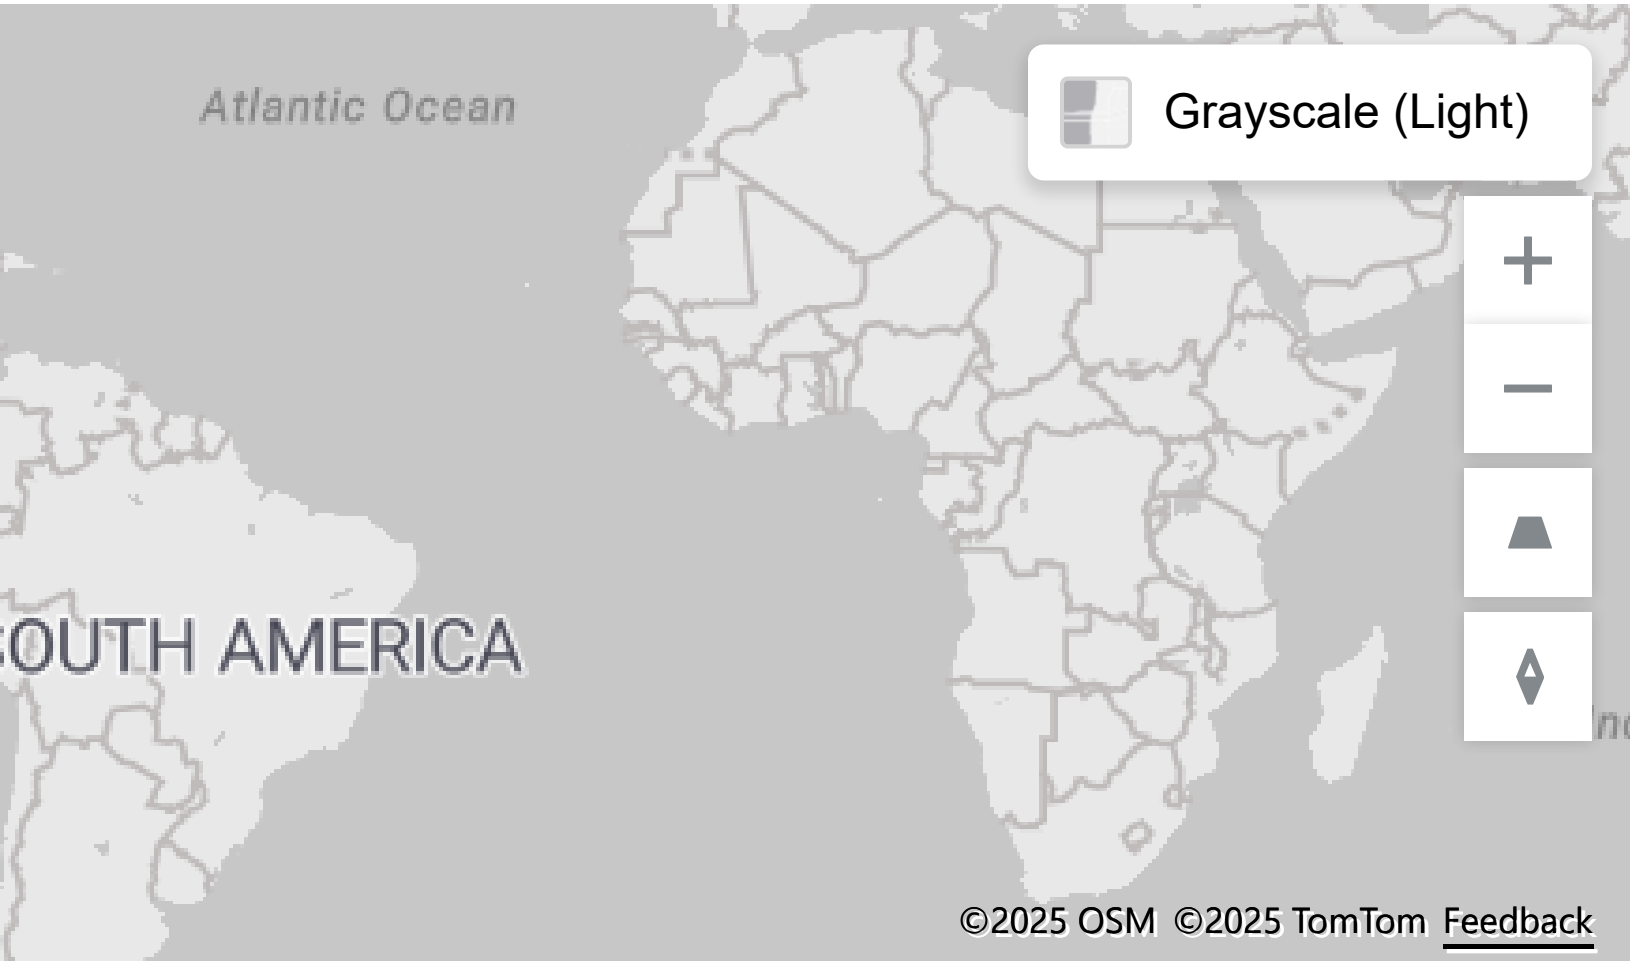 Atlantic Ocean
Grayscale (Light)
SOUTH AMERICA
©2025 OSM ©2025 TomTom Feedback